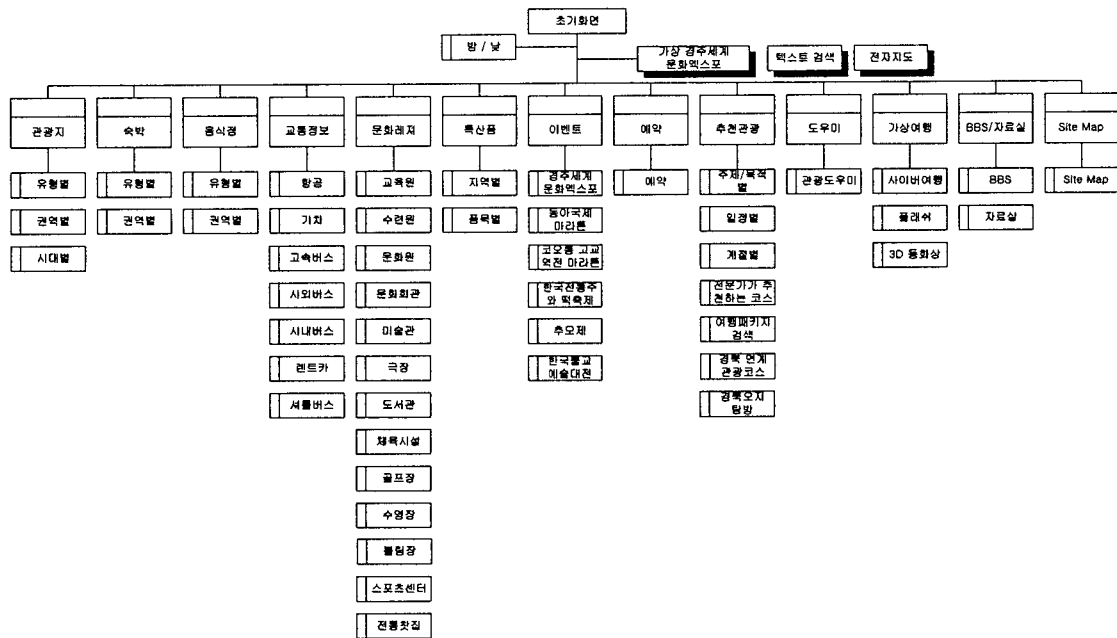 초기화면
밤 / 낮
가상 경주세계
문화엑스포
텍스트 검색
전자지도
관광지
숙박
음식점
교통정보
문화레져
특산품
이벤트
예약
추천관광
도우미
가상여행
BBS/자료실
Site Map
유형별
유형별
유형별
항공
교육원
지역별
경주세계
문화엑스포
예약
주제/목적
별
관광도우미
사이버여행
BBS
Site Map
권역별
권역별
권역별
기차
수련원
품목별
동아국제
마라톤
일정별
플래쉬
자료실
시대별
고속버스
문화원
코오롱 고교
역전 마라톤
계절별
3D 동화상
시외버스
문화회관
한국전통주
와 떡축제
전문가가 추
천하는 코스
시내버스
미술관
추모제
여행패키지
검색
렌트카
극장
한국불교
예술대전
경북 연계
관광코스
셔틀버스
도서관
경북오지
탐방
체육시설
골프장
수영장
볼링장
스포츠센터
전통찻집